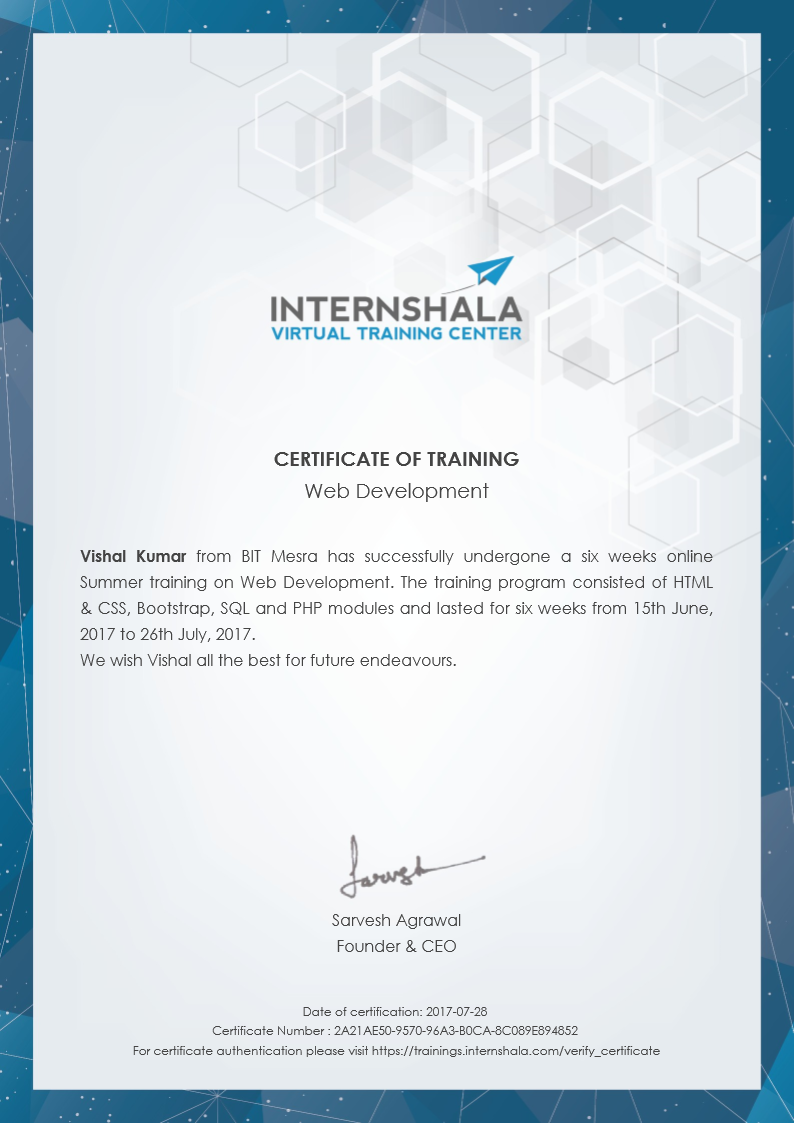 INTERNSHALA
VIRTUAL TRAINING CENTER
CERTIFICATE OF TRAINING
Web Development
Vishal Kumar from BIT Mesra has successfully undergone a six weeks online
Summer training on Web Development. The training program consisted of HTML
& CSS, Bootstrap, SQL and PHP modules and lasted for six weeks from 15th June,
2017 to 26th July, 2017.
We wish Vishal all the best for future endeavours.
Sarvesh
Sarvesh Agrawal
Founder & CEO
Date of certification: 2017-07-28
Certificate Number : 2A21AE50-9570-96A3-B0CA-8C089E894852
For certificate authentication please visit https://trainings.internshala.com/verify_certificate